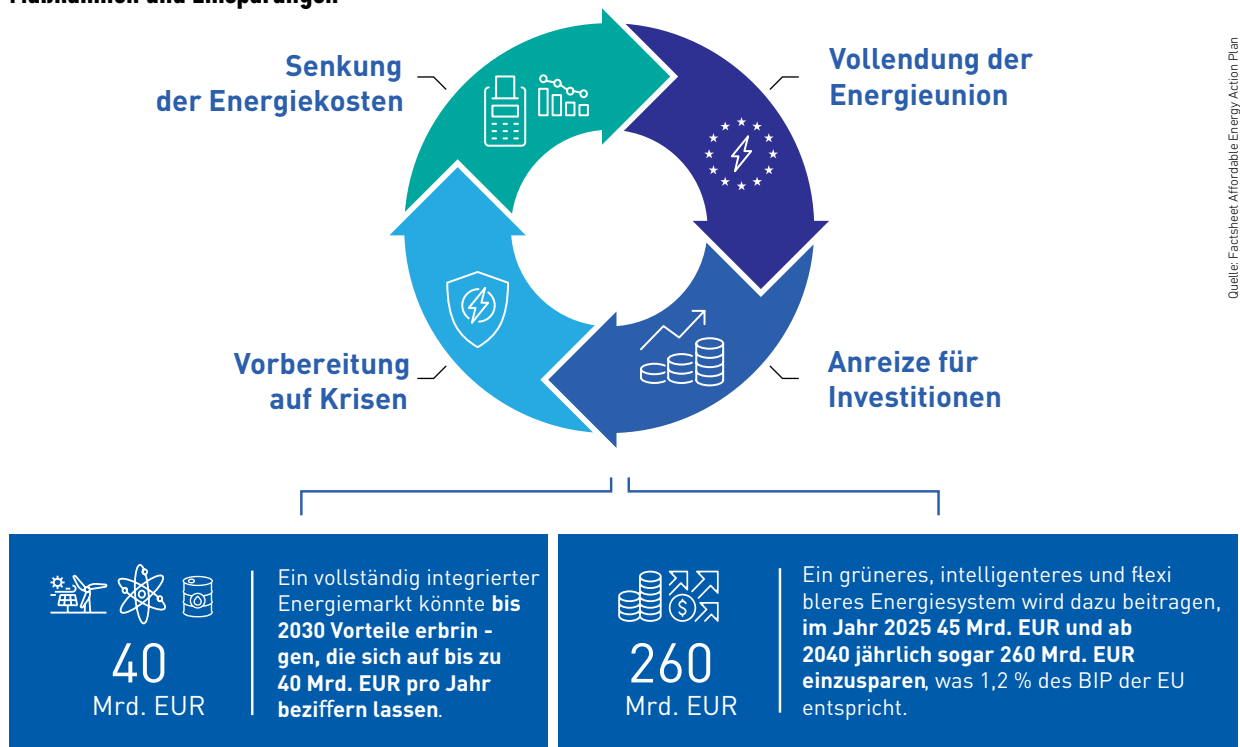 Maßnahmen und Einsparungen
Senkung
der Energiekosten
Vollendung der
Energieunion
Vorbereitung
auf Krisen
Anreize für
Investitionen
Quelle: Factsheet Affordable Energy Action Plan
40
Mrd. EUR
Ein vollständig integrierter
Energiemarkt könnte bis
2030 Vorteile erbrin -
gen, die sich auf bis zu
40 Mrd. EUR pro Jahr
beziffern lassen.
$
260
Mrd. EUR
Ein grüneres, intelligenteres und flexi
bleres Energiesystem wird dazu beitragen,
im Jahr 2025 45 Mrd. EUR und ab
2040 jährlich sogar 260 Mrd. EUR
einzusparen, was 1,2 % des BIP der EU
entspricht.